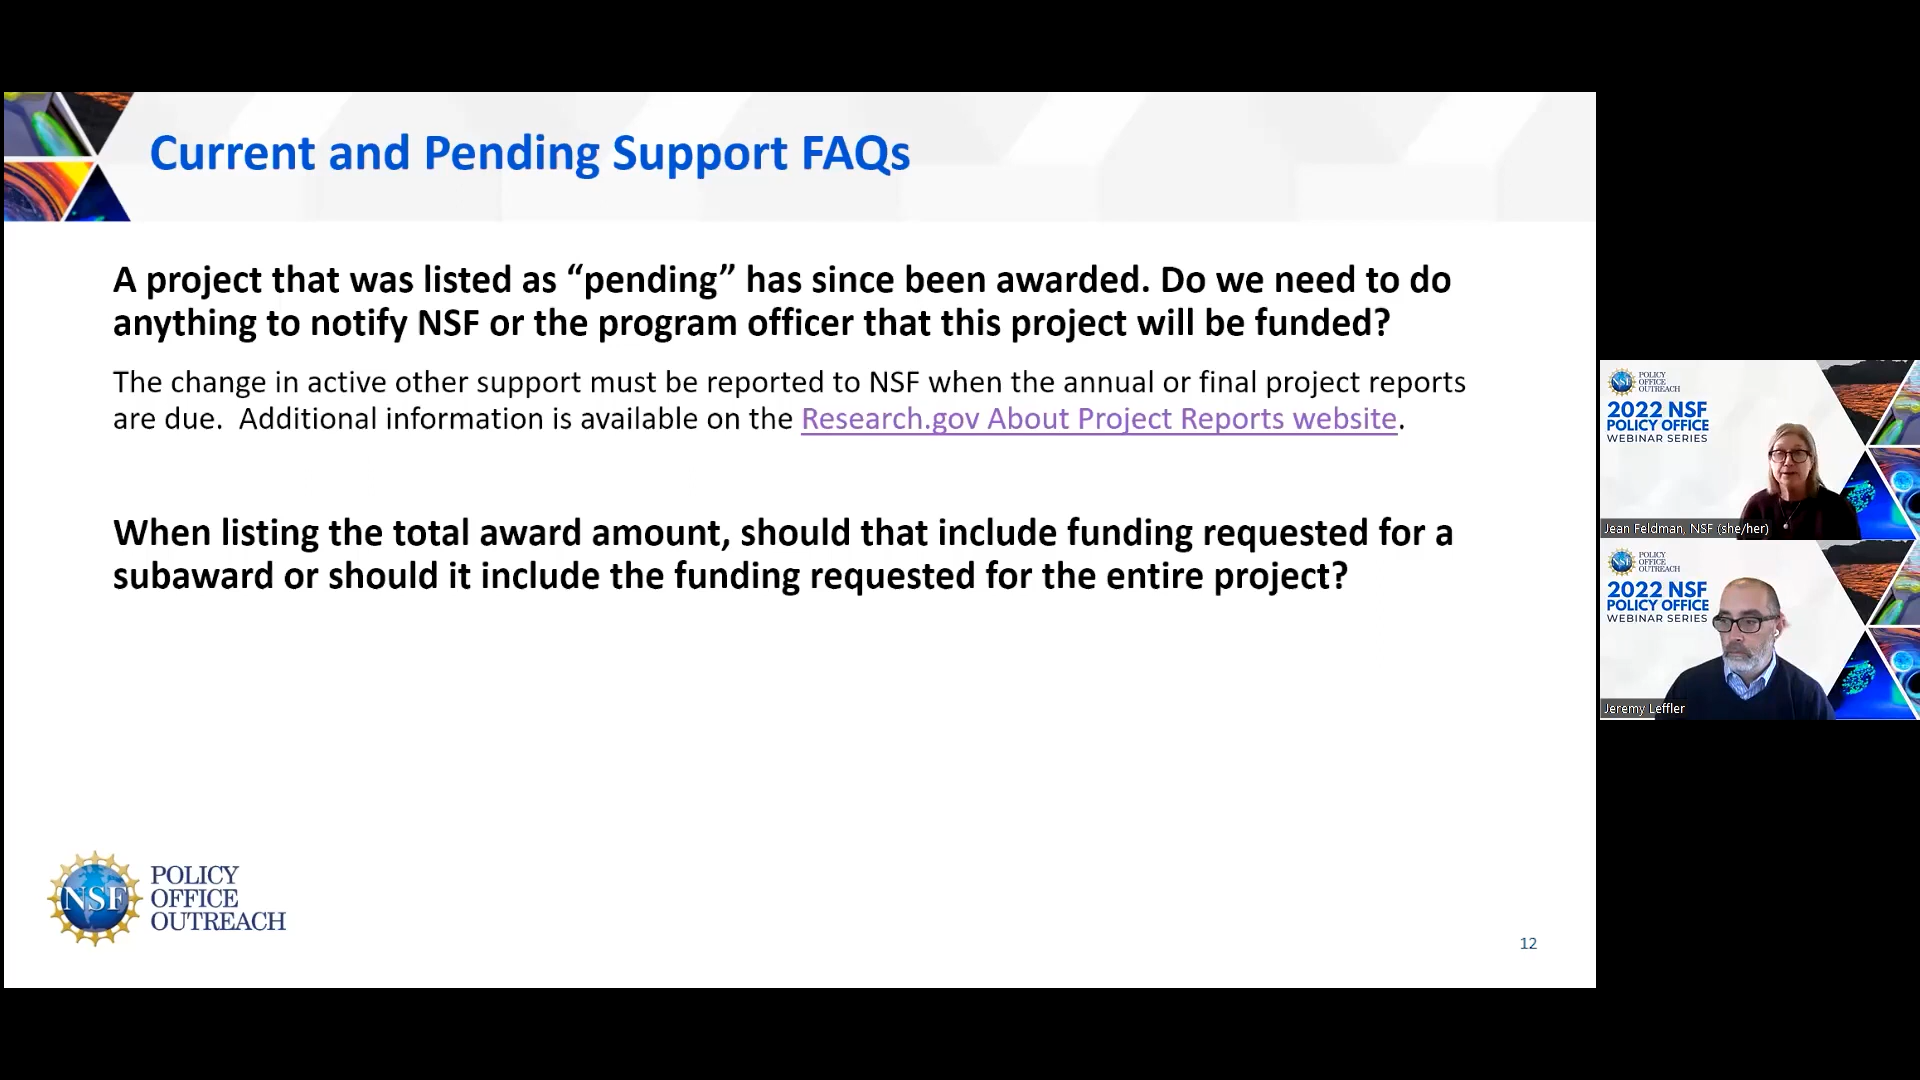 Current and Pending Support FAQs
A project that was listed as “pending” has since been awarded. Do we need to do
anything to notify NSF or the program officer that this project will be funded?
The change in active other support must be reported to NSF when the annual or final project reports
are due.  Additional information is available on the Research.gov About Project Reports website.
When listing the total award amount, should that include funding requested for a
subaward or should it include the funding requested for the entire project?
NSF
POLICY
OFFICE
OUTREACH
12
NSF
POLICY
OFFICE
OUTREACH
2022 NSF
POLICY OFFICE
WEBINAR SERIES
Jean Feldman, NSF (she/her)
NSF
POLICY
OFFICE
OUTREACH
2022 NSF
POLICY OFFICE
WEBINAR SERIES
Jeremy Leffler